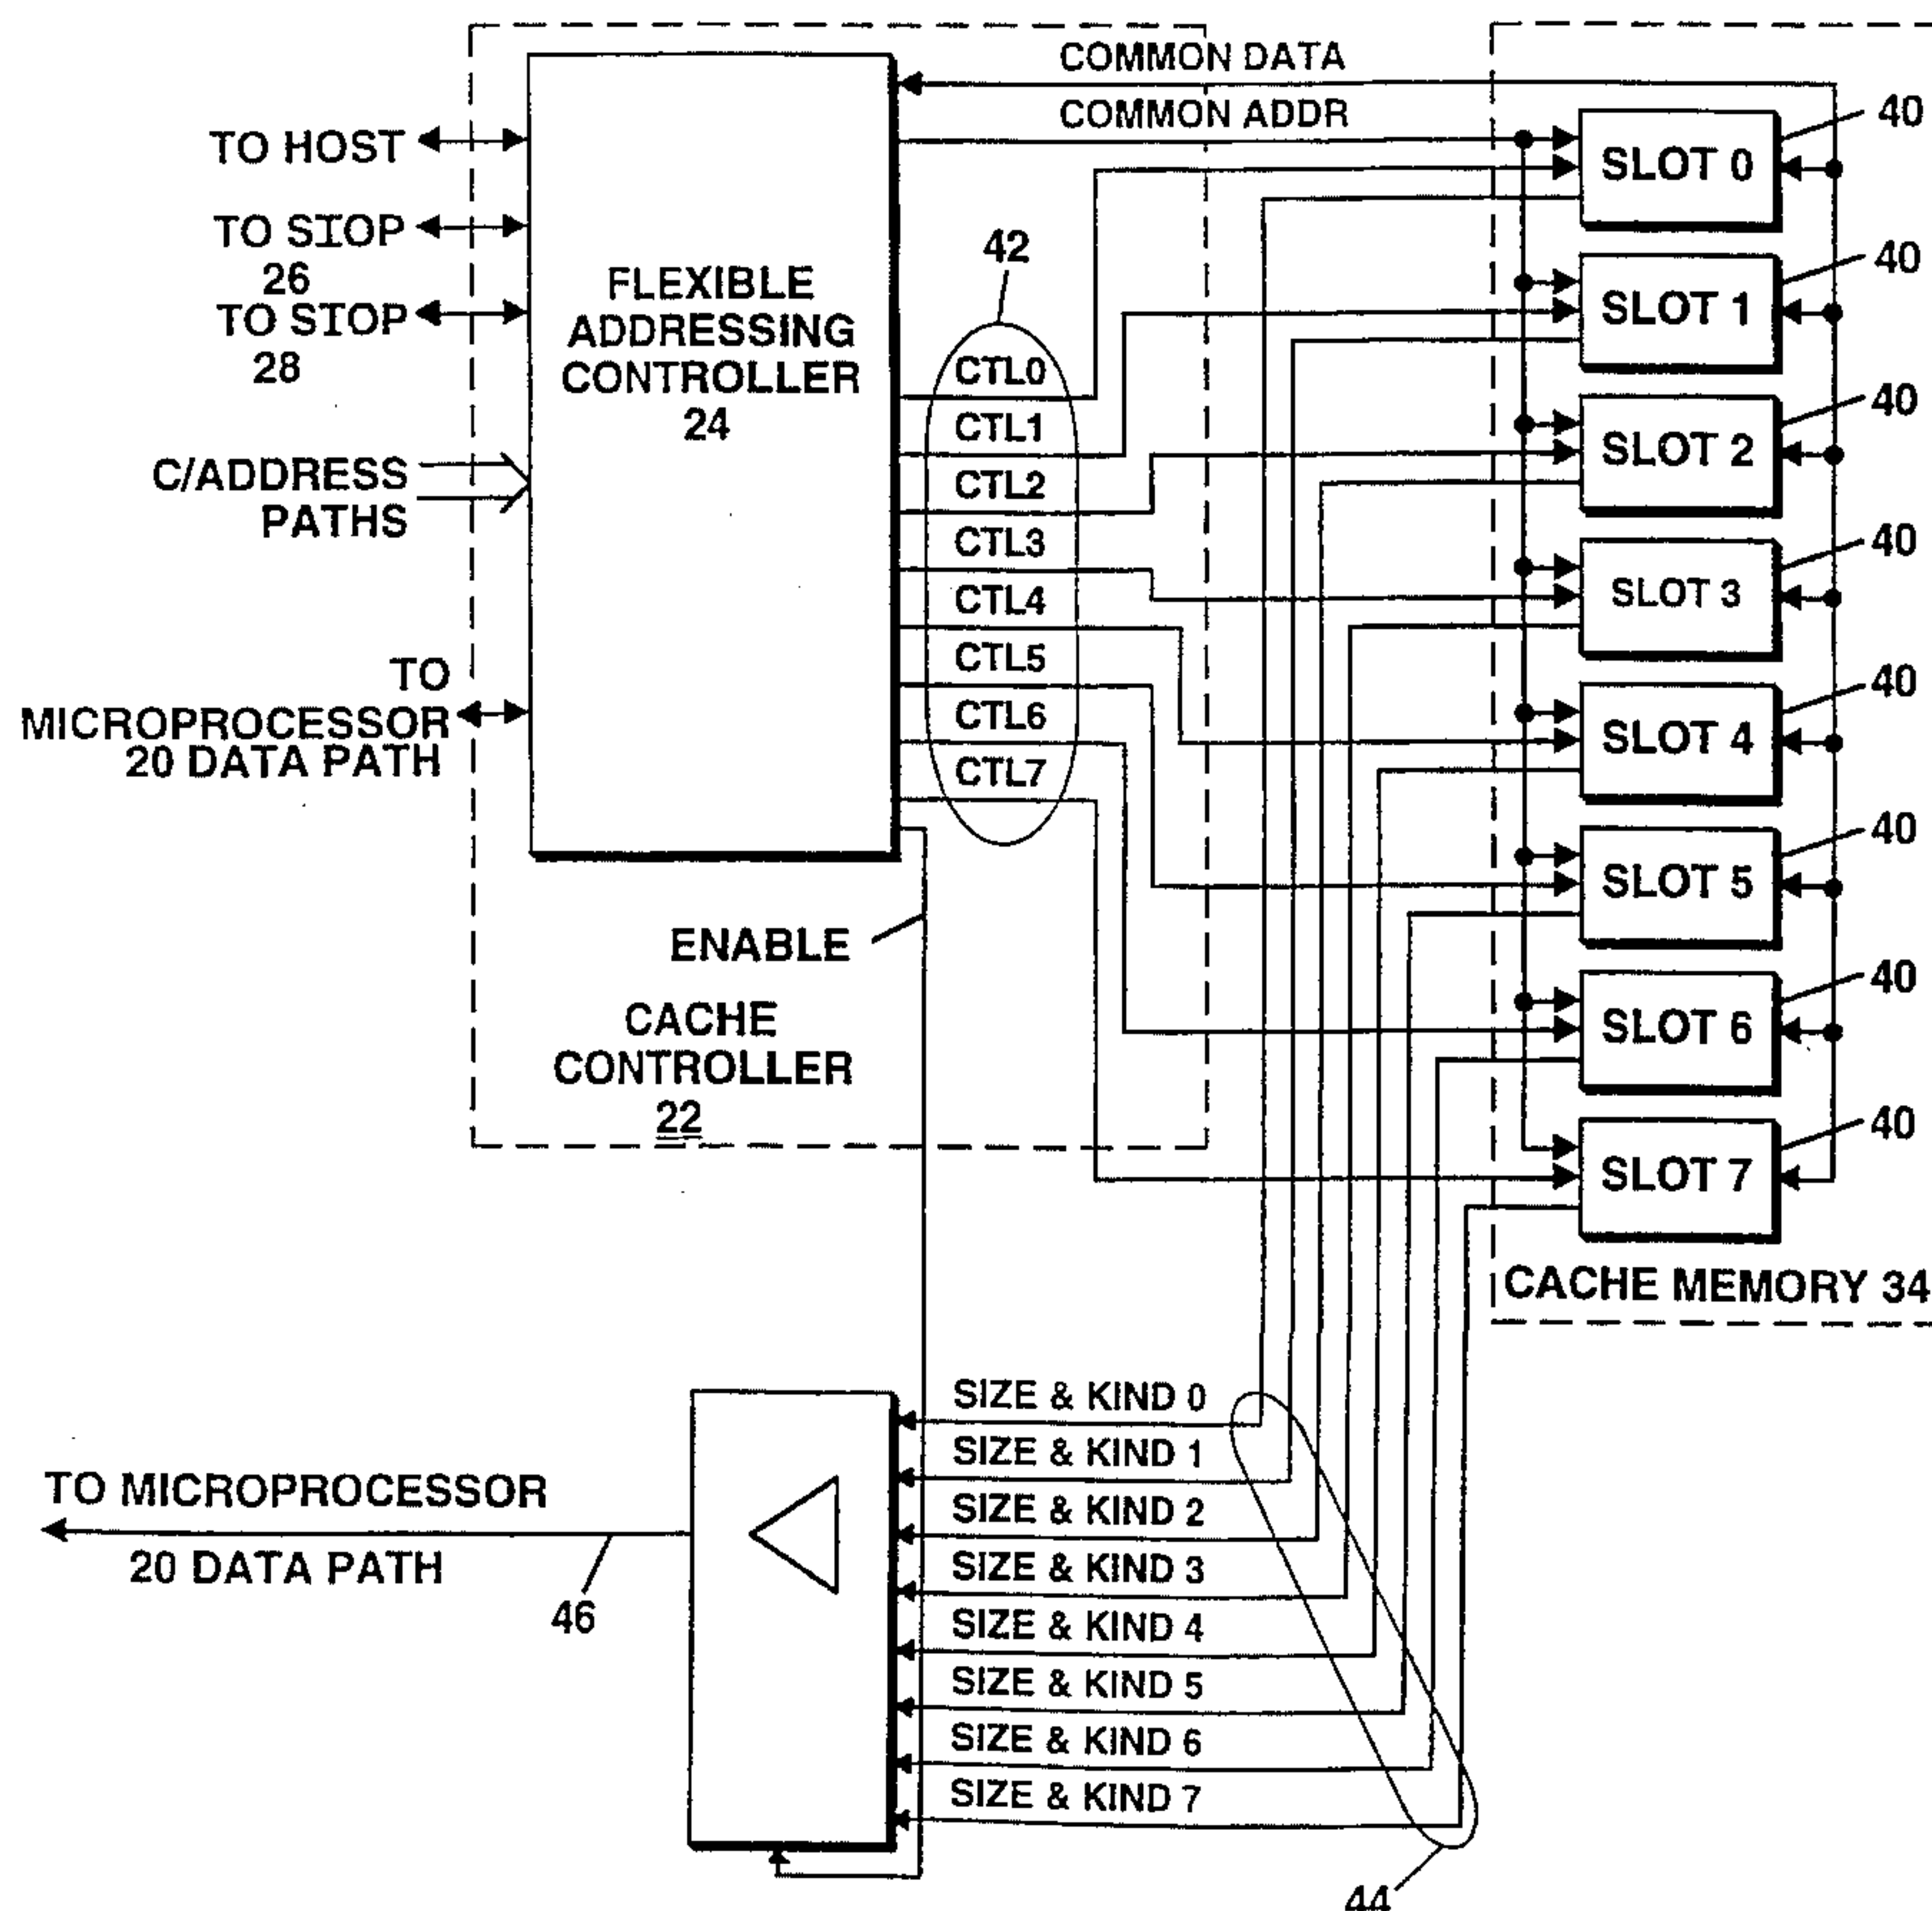 COMMON DATA
COMMON ADDR
TO HOST
TO SIOP
26
TO SIOP
28
C/ADDRESS
PATHS
TO
MICROPROCESSOR
20 DATA PATH
FLEXIBLE
ADDRESSING
CONTROLLER
24
42
CTL0
CTL1
CTL2
CTL3
CTL4
CTL5
CTL6
CTL7
ENABLE
CACHE
CONTROLLER
22
SLOT 0
40
SLOT 1
40
SLOT 2
40
SLOT 3
40
SLOT 4
40
SLOT 5
40
SLOT 6
40
SLOT 7
40
CACHE MEMORY 34
SIZE & KIND 0
SIZE & KIND 1
SIZE & KIND 2
SIZE & KIND 3
SIZE & KIND 4
SIZE & KIND 5
SIZE & KIND 6
SIZE & KIND 7
TO MICROPROCESSOR
20 DATA PATH
46
44